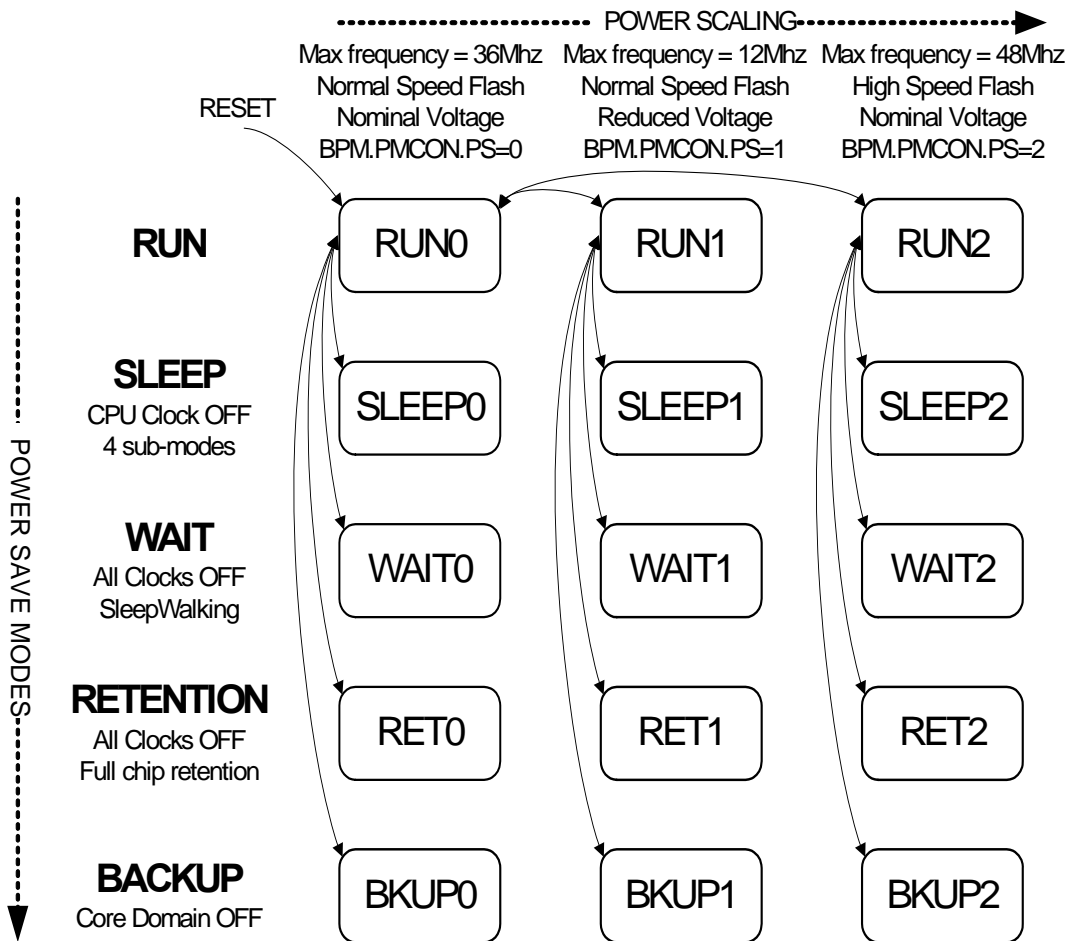 POWER SCALING
Max frequency = 36Mhz
Normal Speed Flash
Nominal Voltage
BPM.PMCON.PS=0
Max frequency = 12Mhz
Normal Speed Flash
Reduced Voltage
BPM.PMCON.PS=1
Max frequency = 48Mhz
High Speed Flash
Nominal Voltage
BPM.PMCON.PS=2
RESET
POWER SAVE MODES
RUN
RUN0
RUN1
RUN2
SLEEP
CPU Clock OFF
4 sub-modes
SLEEP0
SLEEP1
SLEEP2
WAIT
All Clocks OFF
SleepWalking
WAIT0
WAIT1
WAIT2
RETENTION
All Clocks OFF
Full chip retention
RET0
RET1
RET2
BACKUP
Core Domain OFF
BKUP0
BKUP1
BKUP2